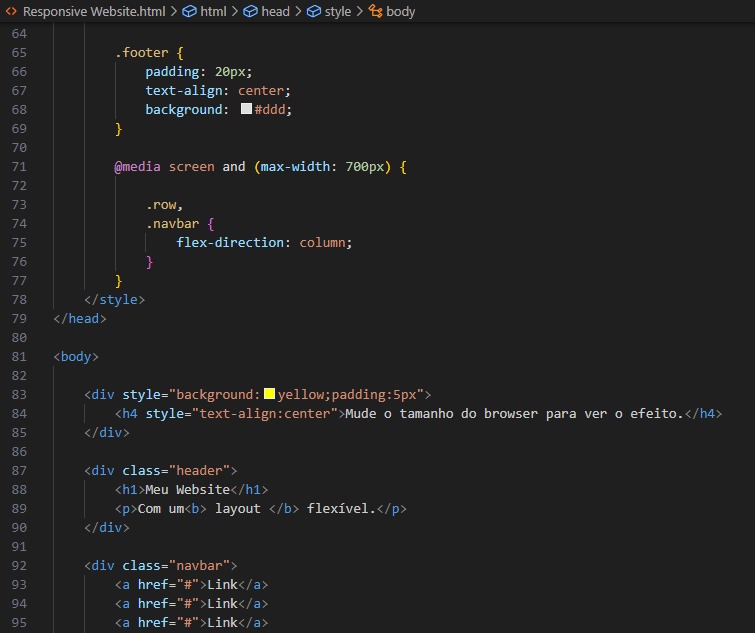 Responsive Website.html > html > head > style > body
64
65 .footer {
66 padding: 20px;
67 text-align: center;
68 background: #ddd;
69 }
70
71 @media screen and (max-width: 700px) {
72
73 .row,
74 .navbar {
75 flex-direction: column;
76 }
77 }
78 </style>
79 </head>
80
81 <body>
82
83 <div style="background:yellow;padding:5px">
84 <h4 style="text-align:center">Mude o tamanho do browser para ver o efeito.</h4>
85 </div>
86
87 <div class="header">
88 <h1>Meu Website</h1>
89 <p>Com um<b> layout </b> flexível.</p>
90 </div>
91
92 <div class="navbar">
93 <a href="#">Link</a>
94 <a href="#">Link</a>
95 <a href="#">Link</a>